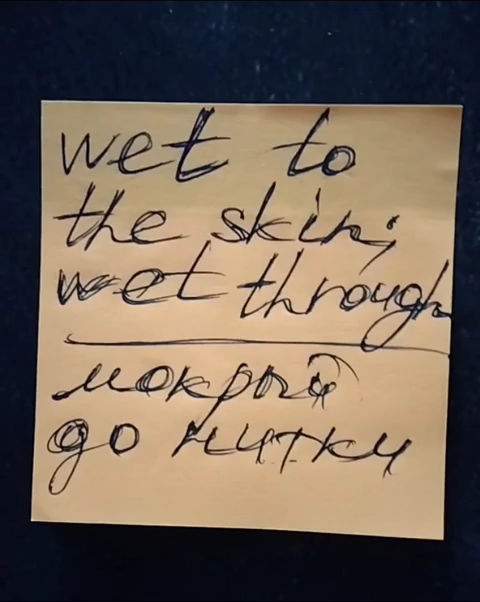 wet to
the skin;
wet through
мокрый
до нитки